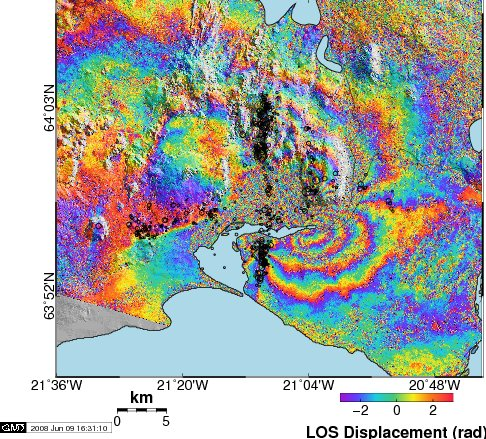 64˚03'N
63˚52'N
21˚36'W
21˚20'W
21˚04'W
20˚48'W
km
0
5
−2
0
2
GMD
2008 Jun 09 16:31:10
LOS Displacement (rad)